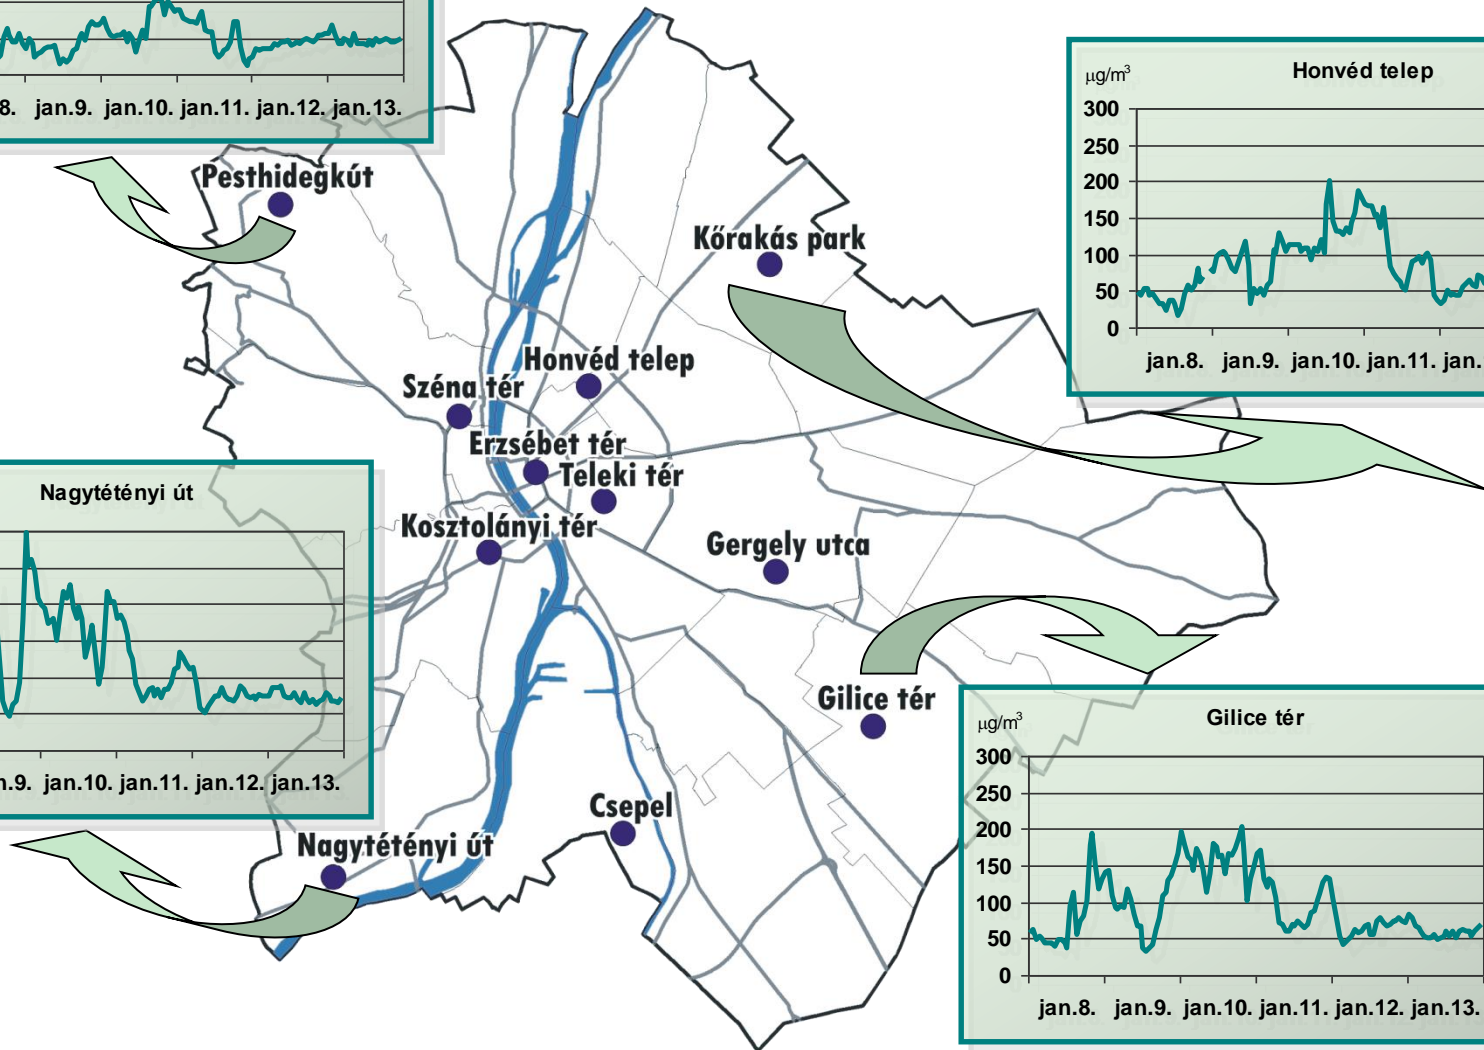 8. jan.9. jan.10. jan.11. jan.12. jan.13.
Honvéd telep
µg/m³
300
250
200
150
100
50
0
jan.8. jan.9. jan.10. jan.11. jan.
Pesthidegkút
Kőrakás park
Honvéd telep
Széna tér
Erzsébet tér
Teleki tér
Kosztolányi tér
Gergely utca
Nagytétényi út
.9. jan.10. jan.11. jan.12. jan.13.
Gilice tér
Csepel
Nagytétényi út
Gilice tér
µg/m³
300
250
200
150
100
50
0
jan.8. jan.9. jan.10. jan.11. jan.12. jan.13.